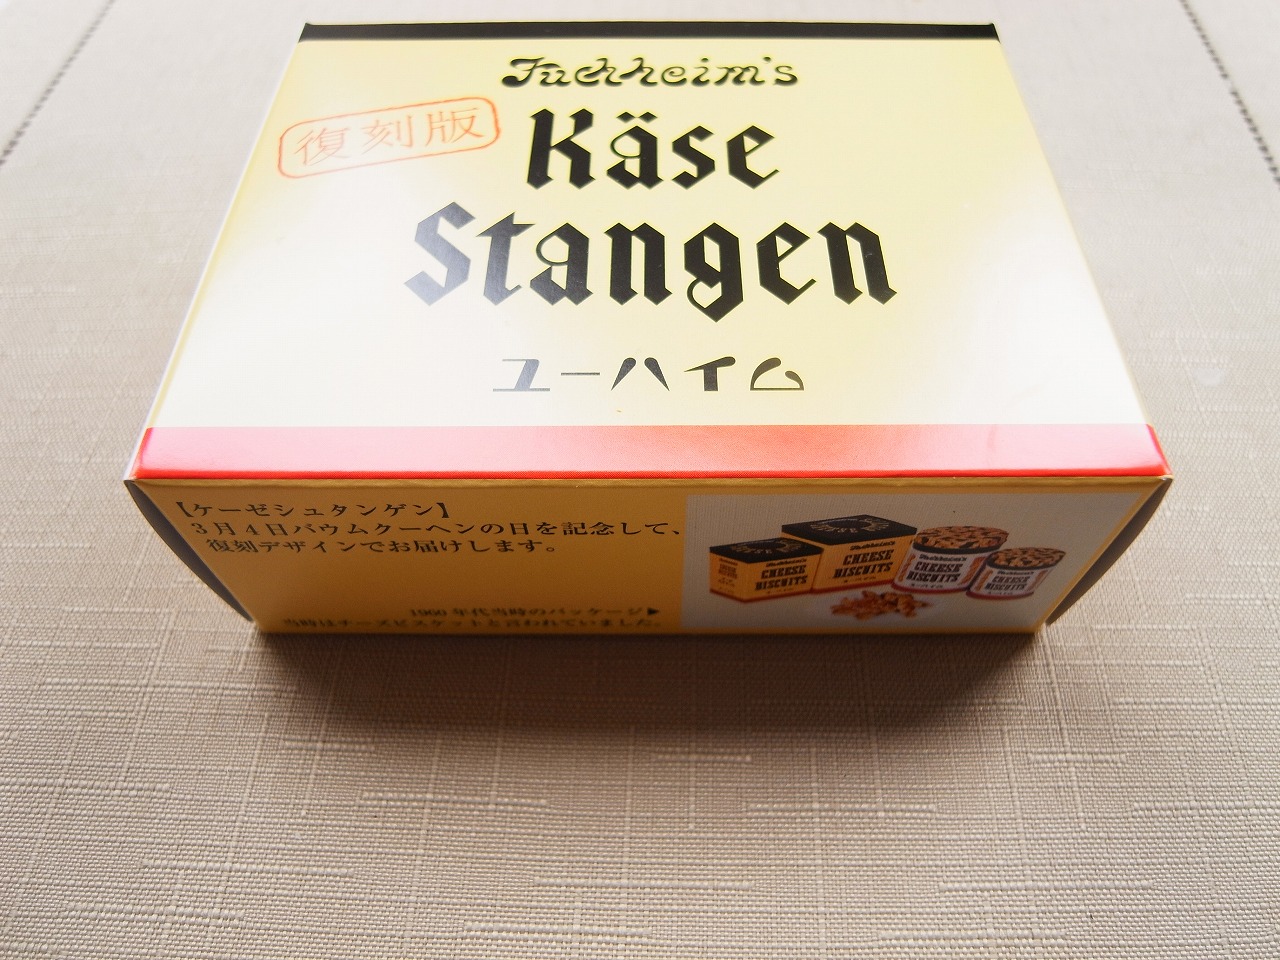 Juchheim's
復刻版
Käse
Stangen
ユーハイム
【ケーゼシュタンゲン】
3月4日バウムクーヘンの日を記念して、
復刻デザインでお届けします。
1960年代当時のパッケージ▶
当時はチーズビスケットと言われていました。
CHEESE
BISCUITS
CHEESE
BISCUITS
CHEESE
BISCUITS
CHEESE
BISCUITS